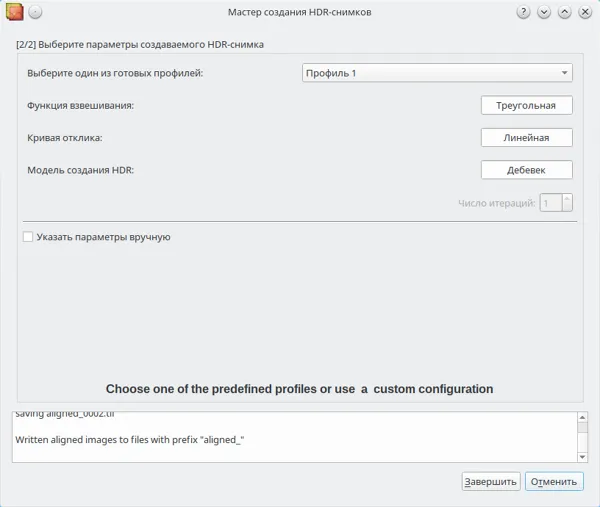 Мастер создания HDR-снимков
[2/2] Выберите параметры создаваемого HDR-снимка
Выберите один из готовых профилей:
Профиль 1
Функция взвешивания:
Треугольная
Кривая отклика:
Линейная
Модель создания HDR:
Дебевек
Число итераций:
1
Указать параметры вручную
Choose one of the predefined profiles or use a custom configuration
saving aligned_0002.tif
Written aligned images to files with prefix "aligned_"
Завершить
Отменить